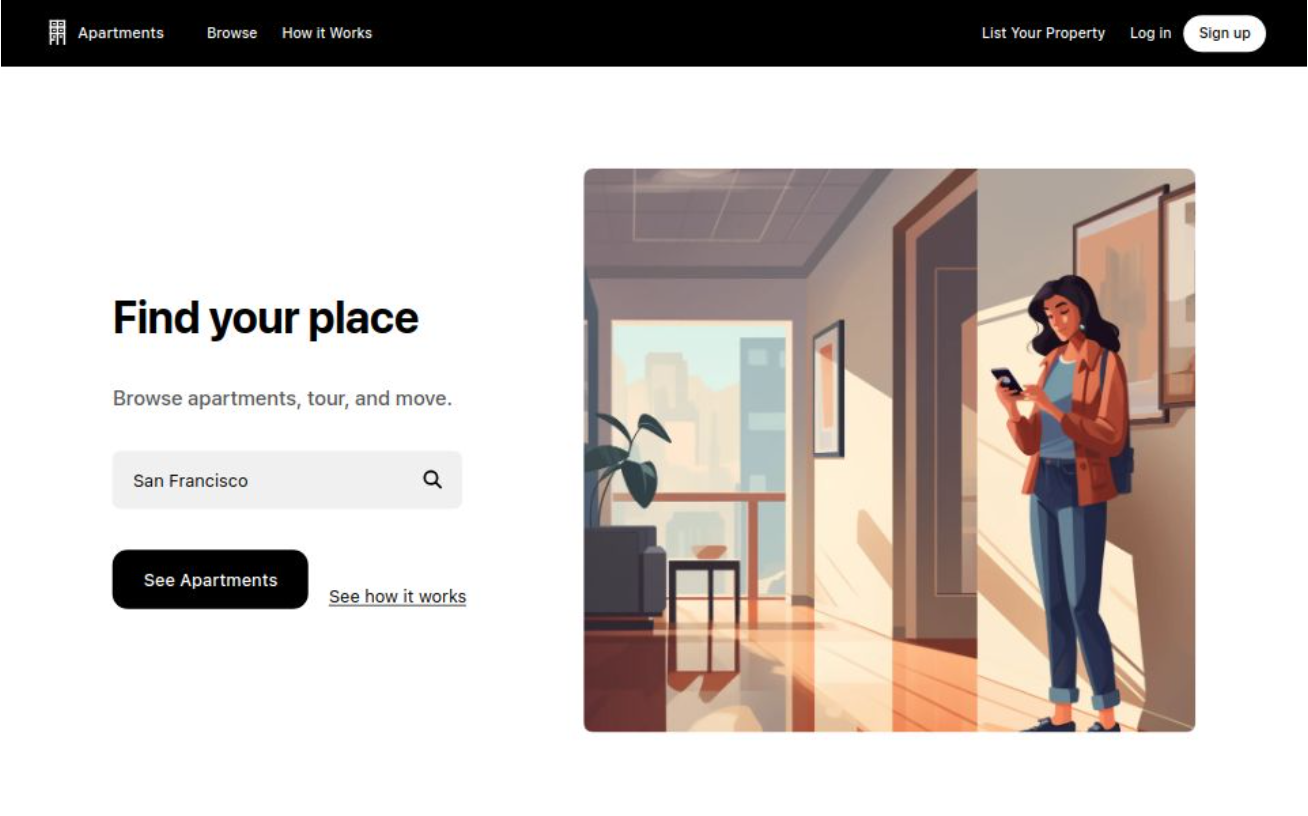 Apartments Browse How it Works List Your Property Log in Sign up
Find your place
Browse apartments, tour, and move.
San Francisco
See Apartments
See how it works